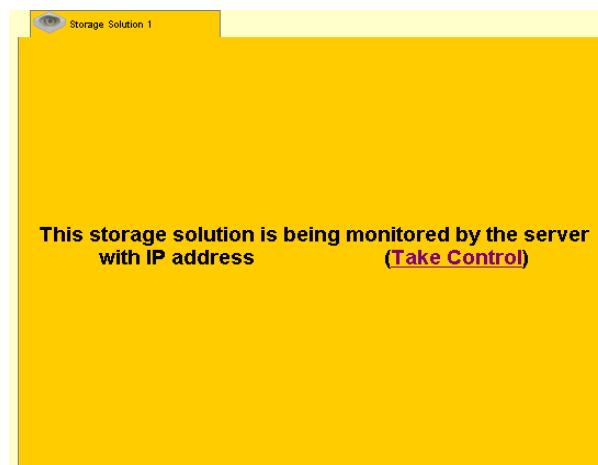 Storage Solution 1
This storage solution is being monitored by the server
with IP address (Take Control)